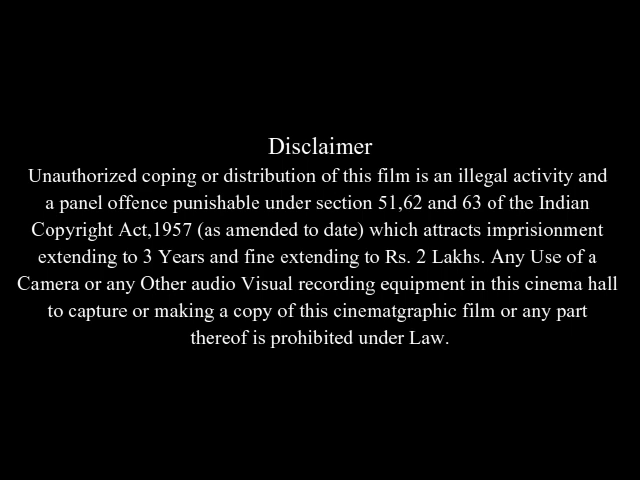 Disclaimer
Unauthorized coping or distribution of this film is an illegal activity and
a panel offence punishable under section 51,62 and 63 of the Indian
Copyright Act,1957 (as amended to date) which attracts imprisionment
extending to 3 Years and fine extending to Rs. 2 Lakhs. Any Use of a
Camera or any Other audio Visual recording equipment in this cinema hall
to capture or making a copy of this cinematgraphic film or any part
thereof is prohibited under Law.